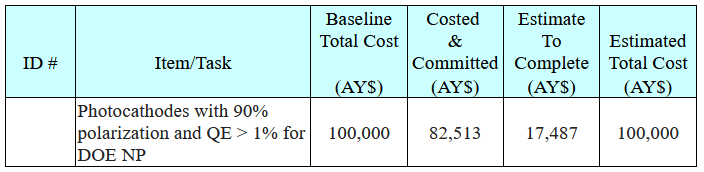 ID #
Item/Task
Baseline
Total Cost
(AY$)
Costed
&
Committed
(AY$)
Estimate
To
Complete
(AY$)
Estimated
Total Cost
(AY$)
Photocathodes with 90%
polarization and QE > 1% for
DOE NP
100,000
82,513
17,487
100,000